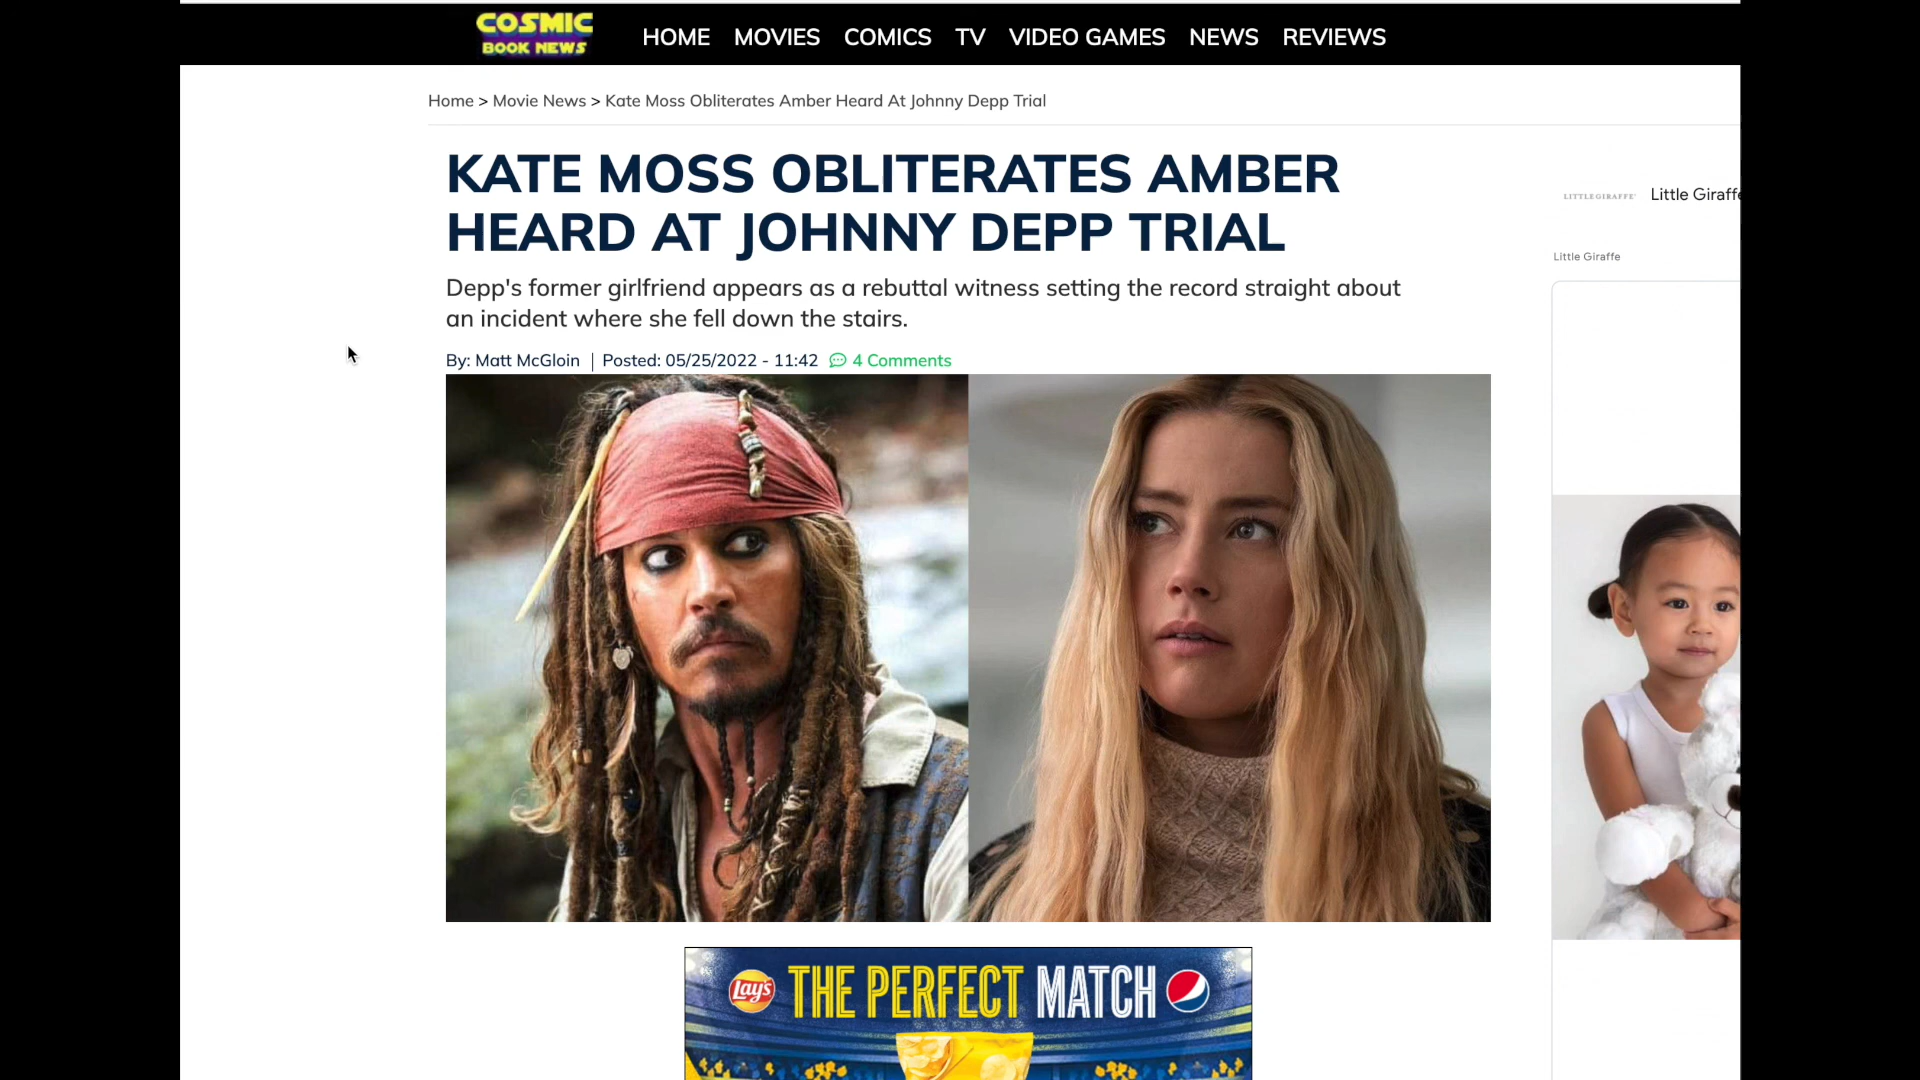 COSMIC
BOOK NEWS
HOME MOVIES COMICS TV VIDEO GAMES NEWS REVIEWS
Home > Movie News > Kate Moss Obliterates Amber Heard At Johnny Depp Trial
KATE MOSS OBLITERATES AMBER
HEARD AT JOHNNY DEPP TRIAL
Depp's former girlfriend appears as a rebuttal witness setting the record straight about
an incident where she fell down the stairs.
By: Matt McGloin | Posted: 05/25/2022 - 11:42 4 Comments
LITTLEGIRAFFE Little Giraffe
Little Giraffe
Lay's THE PERFECT MATCH